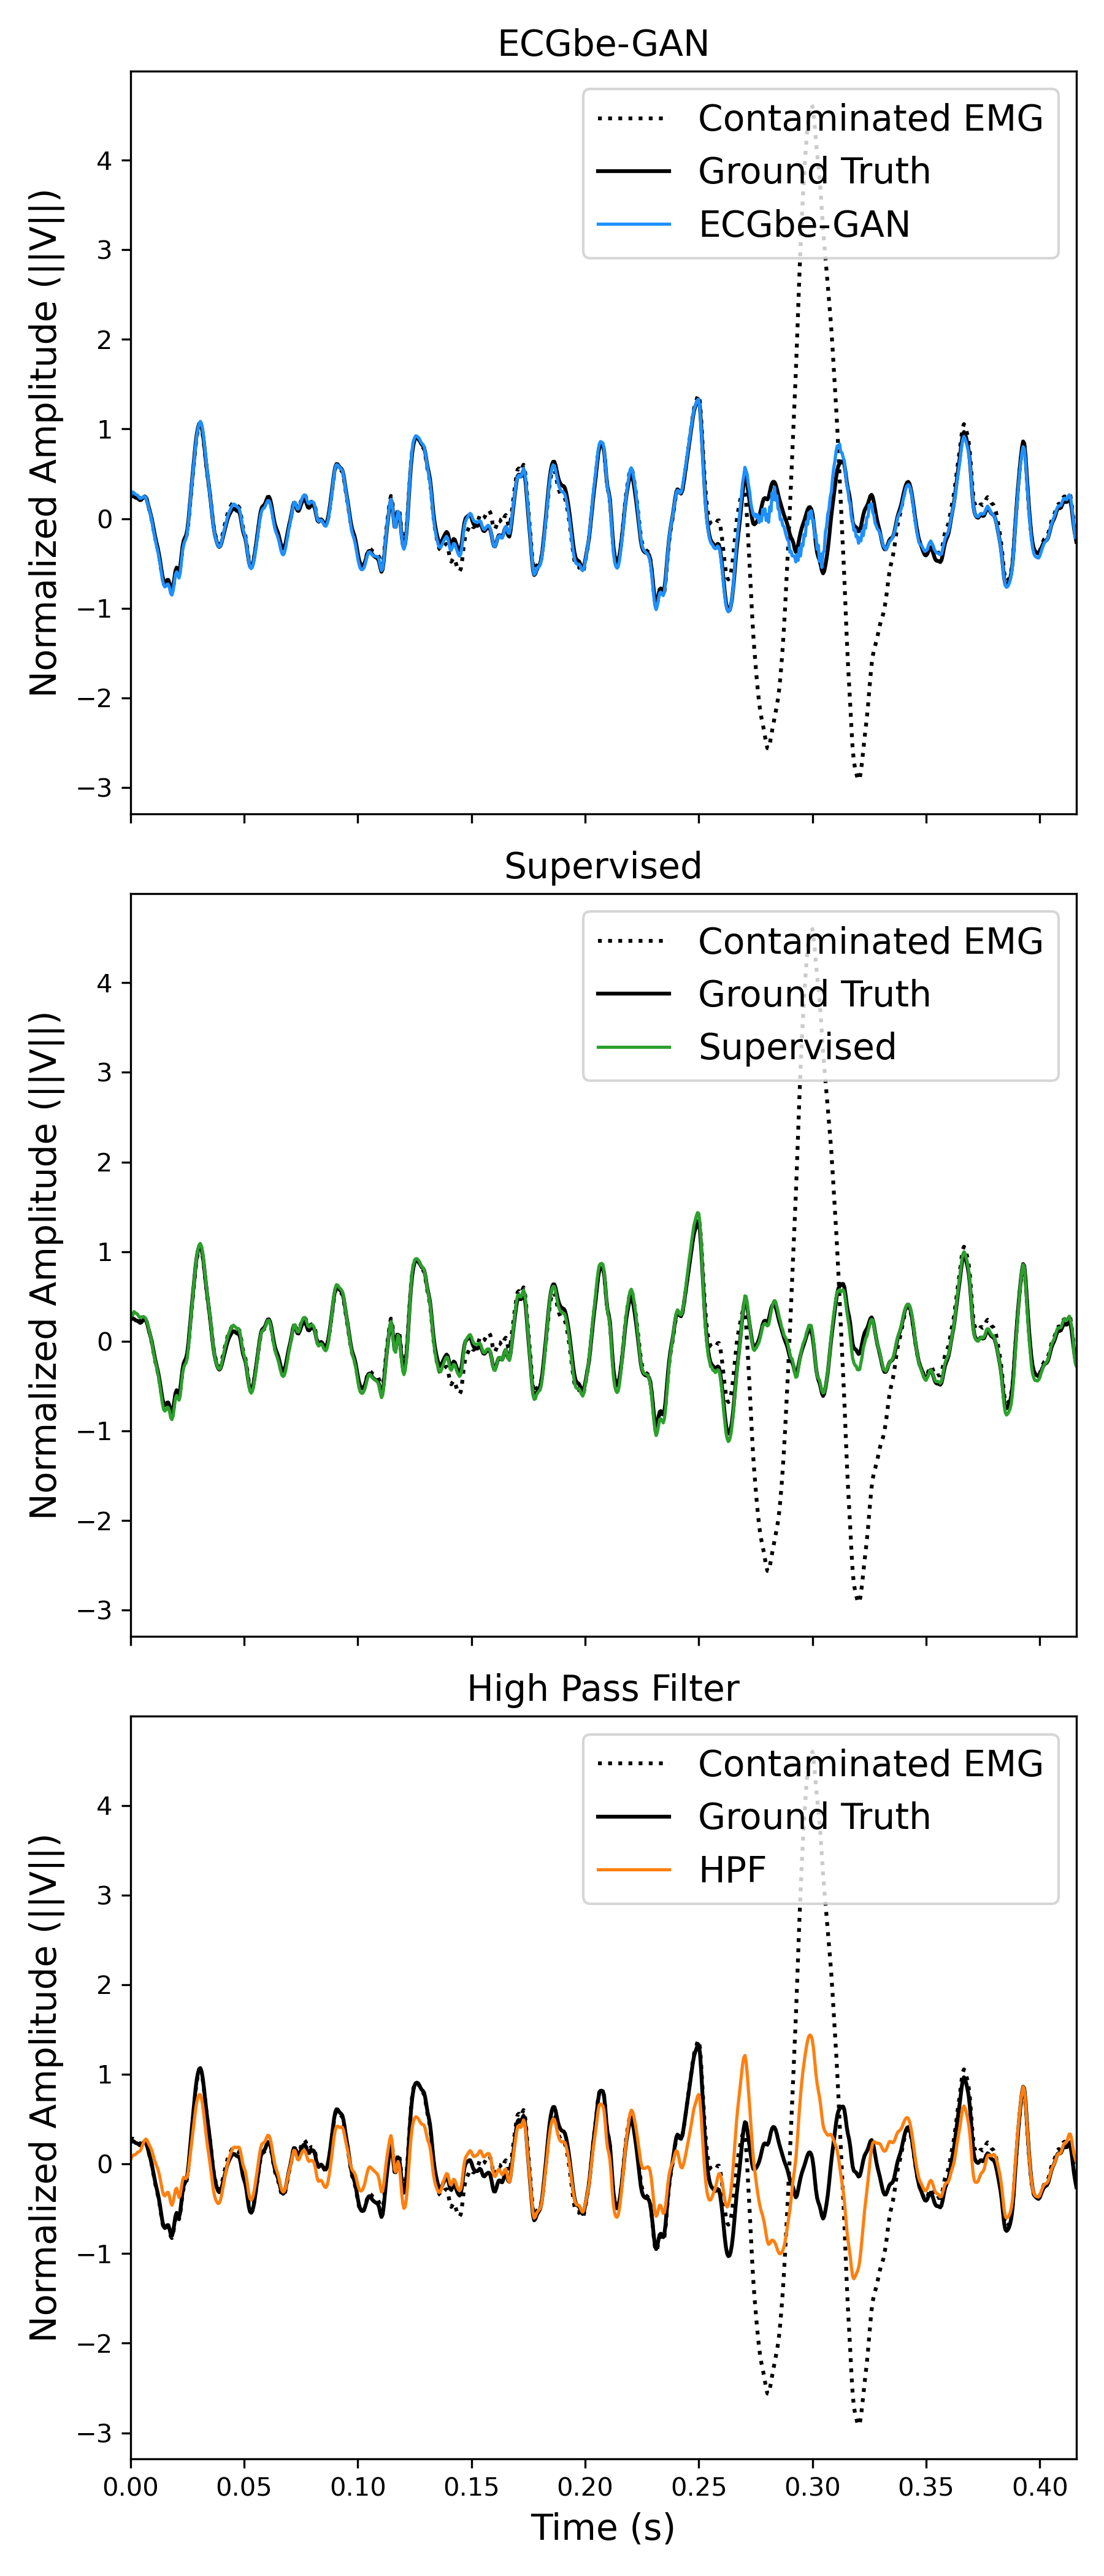 ECGbe-GAN
Contaminated EMG
Ground Truth
ECGbe-GAN
Normalized Amplitude (||V||)
4
3
2
1
0
−1
−2
−3
Supervised
Contaminated EMG
Ground Truth
Supervised
Normalized Amplitude (||V||)
4
3
2
1
0
−1
−2
−3
High Pass Filter
Contaminated EMG
Ground Truth
HPF
Normalized Amplitude (||V||)
4
3
2
1
0
−1
−2
−3
0.00 0.05 0.10 0.15 0.20 0.25 0.30 0.35 0.40
Time (s)